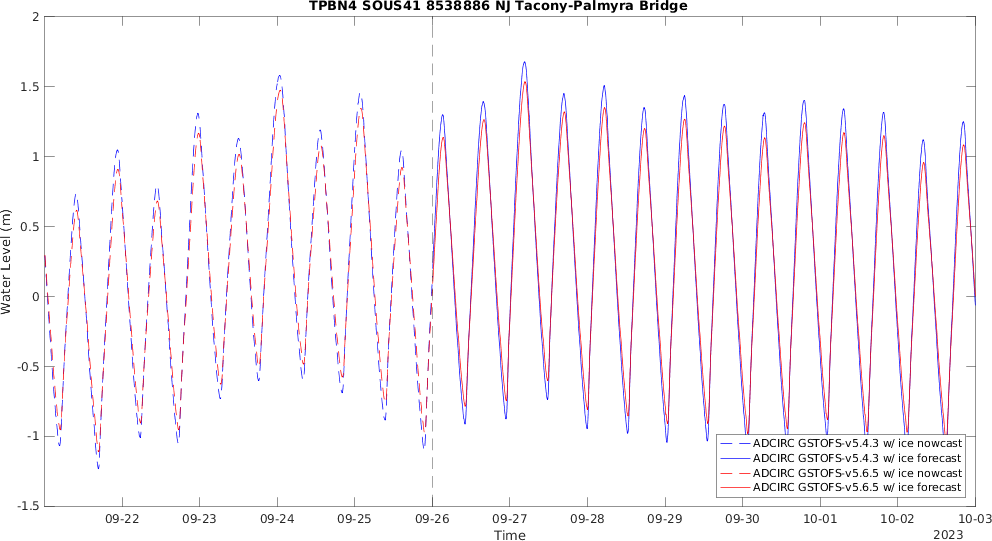 TPBN4 SOUS41 8538886 NJ Tacony-Palmyra Bridge
2
1.5
1
0.5
0
-0.5
-1
-1.5
Water Level (m)
ADCIRC GSTOFS-v5.4.3 w/ ice nowcast
ADCIRC GSTOFS-v5.4.3 w/ ice forecast
ADCIRC GSTOFS-v5.6.5 w/ ice nowcast
ADCIRC GSTOFS-v5.6.5 w/ ice forecast
09-22 09-23 09-24 09-25 09-26 09-27 09-28 09-29 09-30 10-01 10-02 10-03
Time
2023